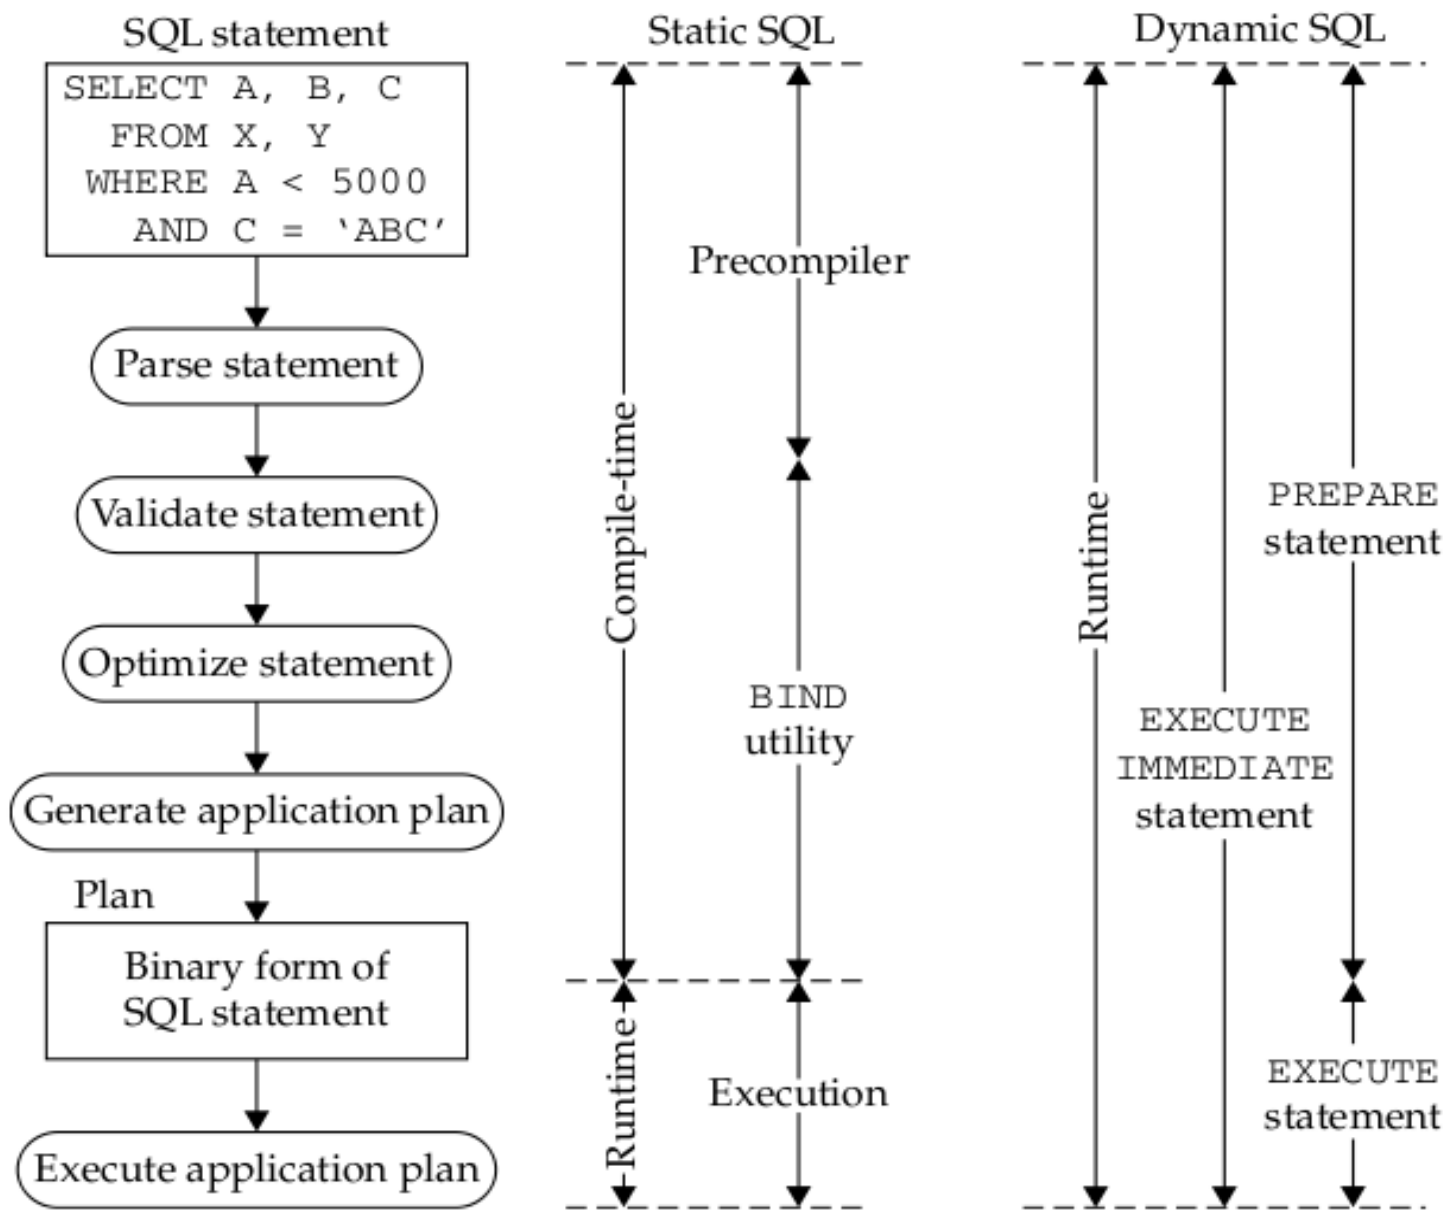 SQL statement
SELECT A, B, C
FROM X, Y
WHERE A < 5000
AND C = ‘ABC’
Parse statement
Validate statement
Optimize statement
Generate application plan
Plan
Binary form of
SQL statement
Execute application plan
Static SQL
Compile-time
Runtime
Precompiler
BIND
utility
Execution
Dynamic SQL
Runtime
EXECUTE
IMMEDIATE
statement
PREPARE
statement
EXECUTE
statement